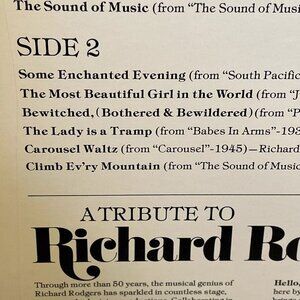 The Sound of Music (from "The Sound of Music
SIDE 2
Some Enchanted Evening (from "South Pacific
The Most Beautiful Girl in the World (from "J
Bewitched, (Bothered & Bewildered) (from "P
The Lady is a Tramp (from "Babes In Arms"-193
Carousel Waltz (from "Carousel"-1945)—Richard
Climb Ev'ry Mountain (from "The Sound of Music
A TRIBUTE TO
Richard Ro
Through more than 50 years, the musical genius of
Richard Rodgers has sparkled in countless stage,
Hello
here by